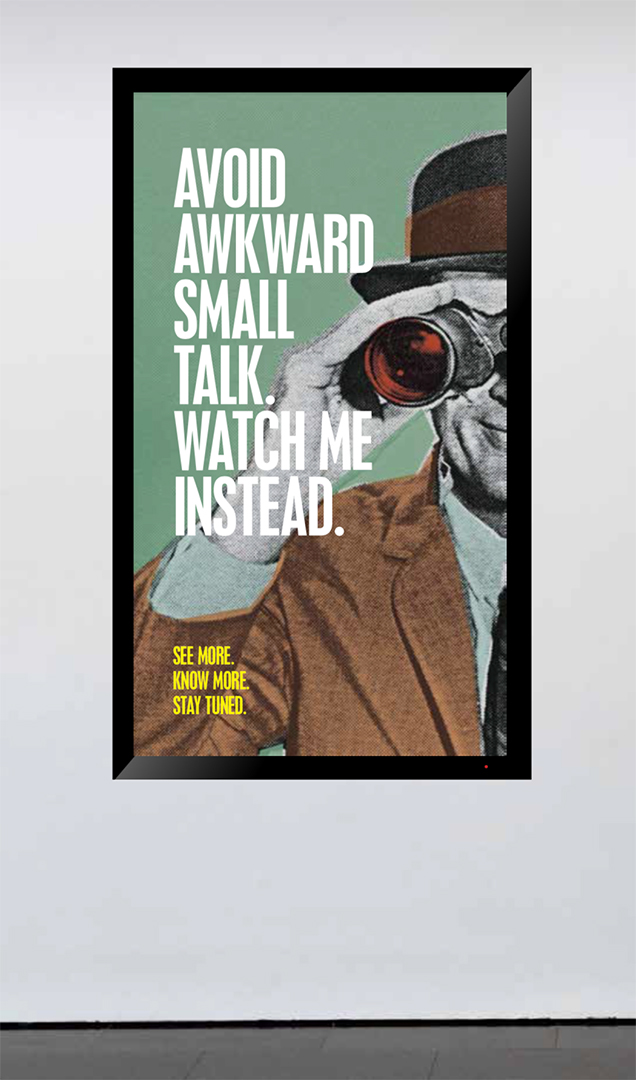 AVOID
AWKWARD
SMALL
TALK.
WATCH ME
INSTEAD.
SEE MORE.
KNOW MORE.
STAY TUNED.